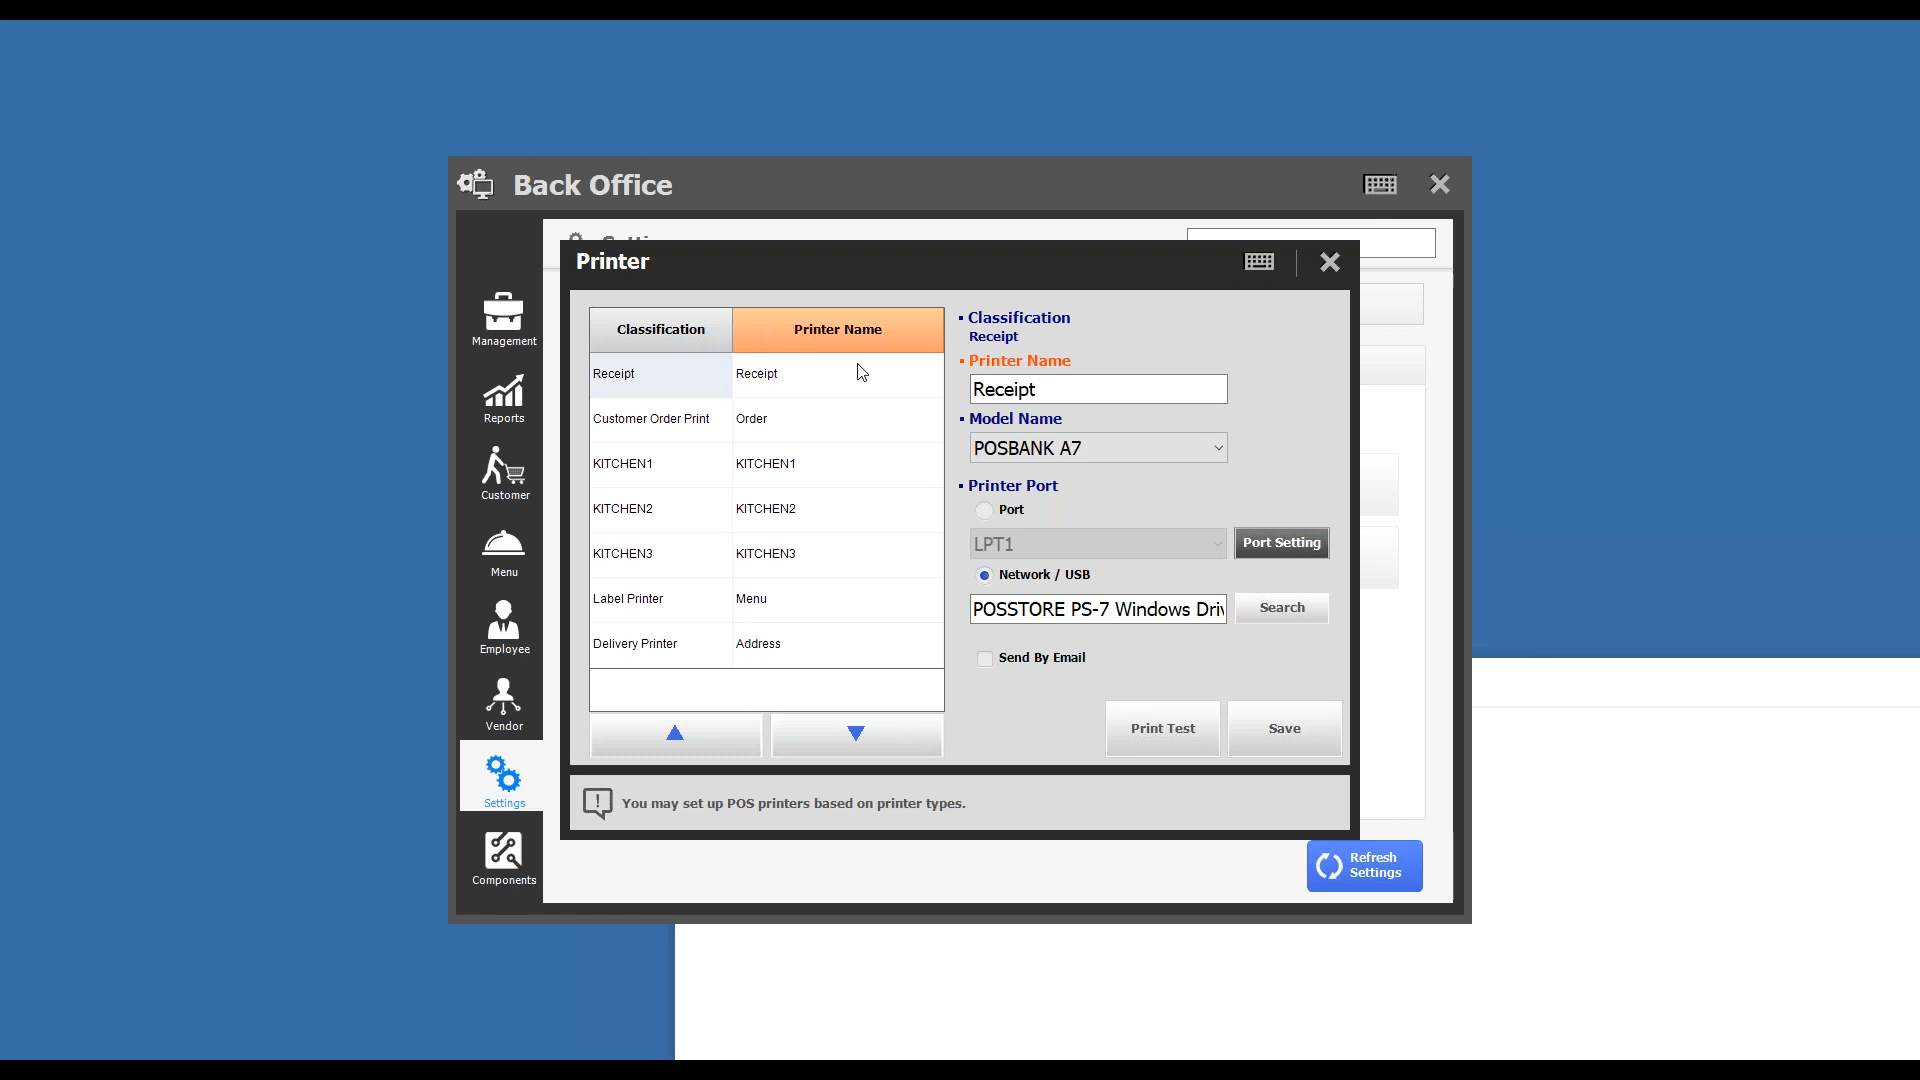 Back Office
Printer
Classification
Printer Name
Receipt
Receipt
Customer Order Print
Order
KITCHEN1
KITCHEN1
KITCHEN2
KITCHEN2
KITCHEN3
KITCHEN3
Label Printer
Menu
Delivery Printer
Address
Classification
Receipt
Printer Name
Receipt
Model Name
POSBANK A7
Printer Port
Port
LPT1
Port Setting
Network / USB
POSSTORE PS-7 Windows
Search
Send By Email
Print Test
Save
You may set up POS printers based on printer types.
Management
Reports
Customer
Menu
Employee
Vendor
Settings
Components
Refresh
Settings